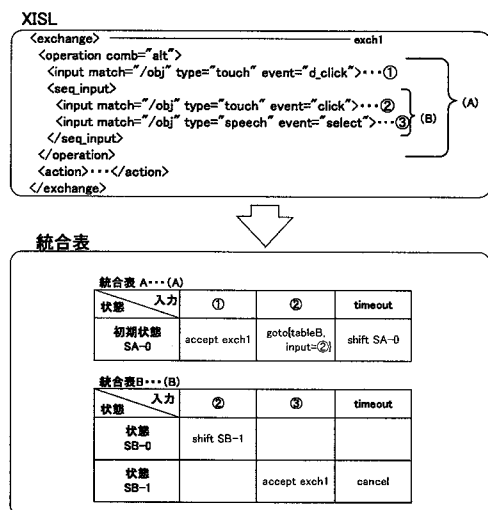 XISL
<exchange> exch1
<operation comb="alt">
<input match="/obj" type="touch" event="d_click">・・・①
<seq_input>
<input match="/obj" type="touch" event="click">・・・②
<input match="/obj" type="speech" event="select">・・・③
(B)
(A)
</seq_input>
</operation>
<action>・・・</action>
</exchange>
統合表
統合表 A・・・(A)
状態 入力 ① ② timeout
初期状態 SA-0 accept exch1 goto{tableB, input=②} shift SA-0
統合表B・・・(B)
状態 入力 ② ③ timeout
状態 SB-0 shift SB-1
状態 SB-1 accept exch1 cancel